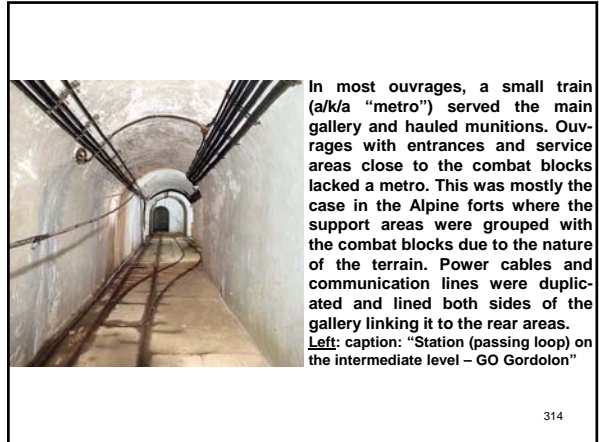 In most ouvrages, a small train
(a/k/a “metro”) served the main
gallery and hauled munitions. Ouv-
rages with entrances and service
areas close to the combat blocks
lacked a metro. This was mostly the
case in the Alpine forts where the
support areas were grouped with
the combat blocks due to the nature
of the terrain. Power cables and
communication lines were duplic-
ated and lined both sides of the
gallery linking it to the rear areas.
Left: caption: “Station (passing loop) on
the intermediate level – GO Gordolon”
314